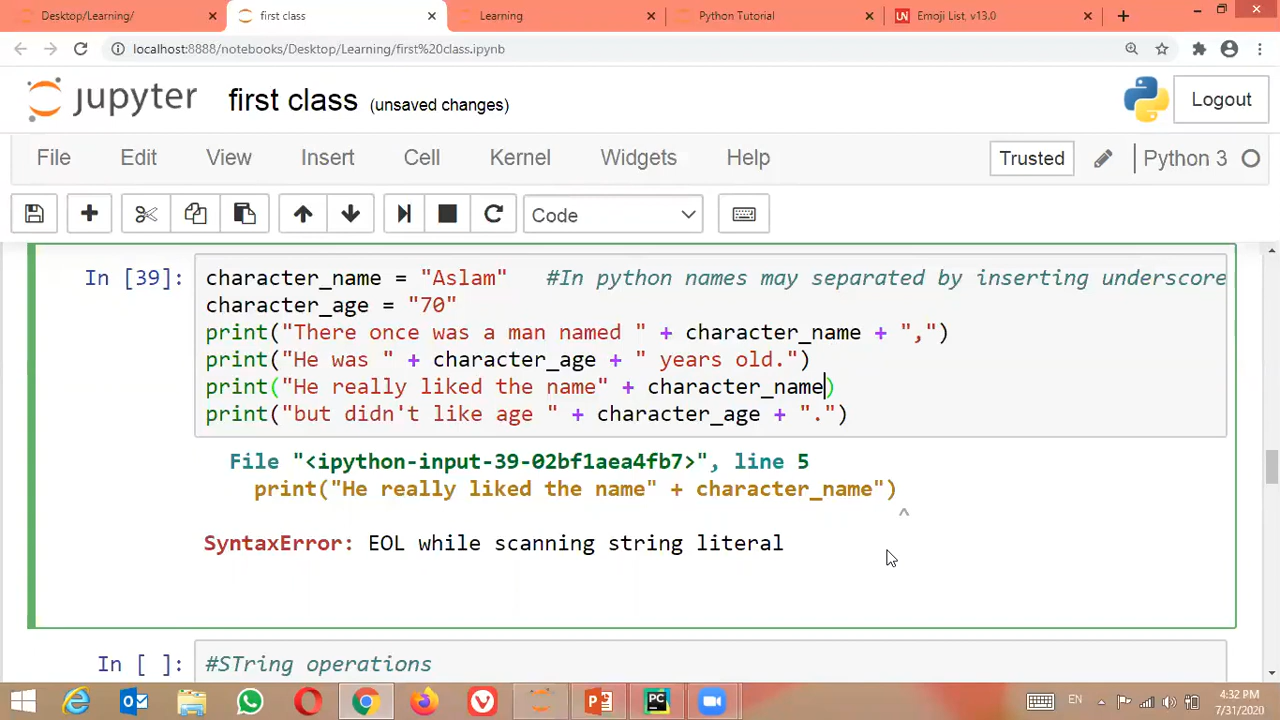 Desktop/Learning/ first class Learning Python Tutorial UN Emoji List, v13.0
localhost:8888/notebooks/Desktop/Learning/first%20class.ipynb
jupyter first class (unsaved changes) Logout
File Edit View Insert Cell Kernel Widgets Help Trusted Python 3
Code
In [39]: character_name = "Aslam" #In python names may separated by inserting underscore
character_age = "70"
print("There once was a man named " + character_name + ",")
print("He was " + character_age + " years old.")
print("He really liked the name" + character_name)
print("but didn't like age " + character_age + ".")
File "<ipython-input-39-02bf1aea4fb7>", line 5
print("He really liked the name" + character_name")
^
SyntaxError: EOL while scanning string literal
In [ ]: #STring operations
EN 4:32 PM
7/31/2020